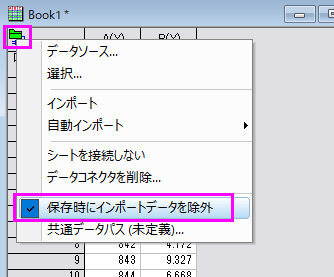 Book1 *
A(X) B(Y)
データソース...
選択...
インポート
自動インポート
シートを接続しない
データコネクタを削除...
保存時にインポートデータを除外
共通データパス (未定義)...
8 842 4.172
9 843 9.327
10 844 6.668